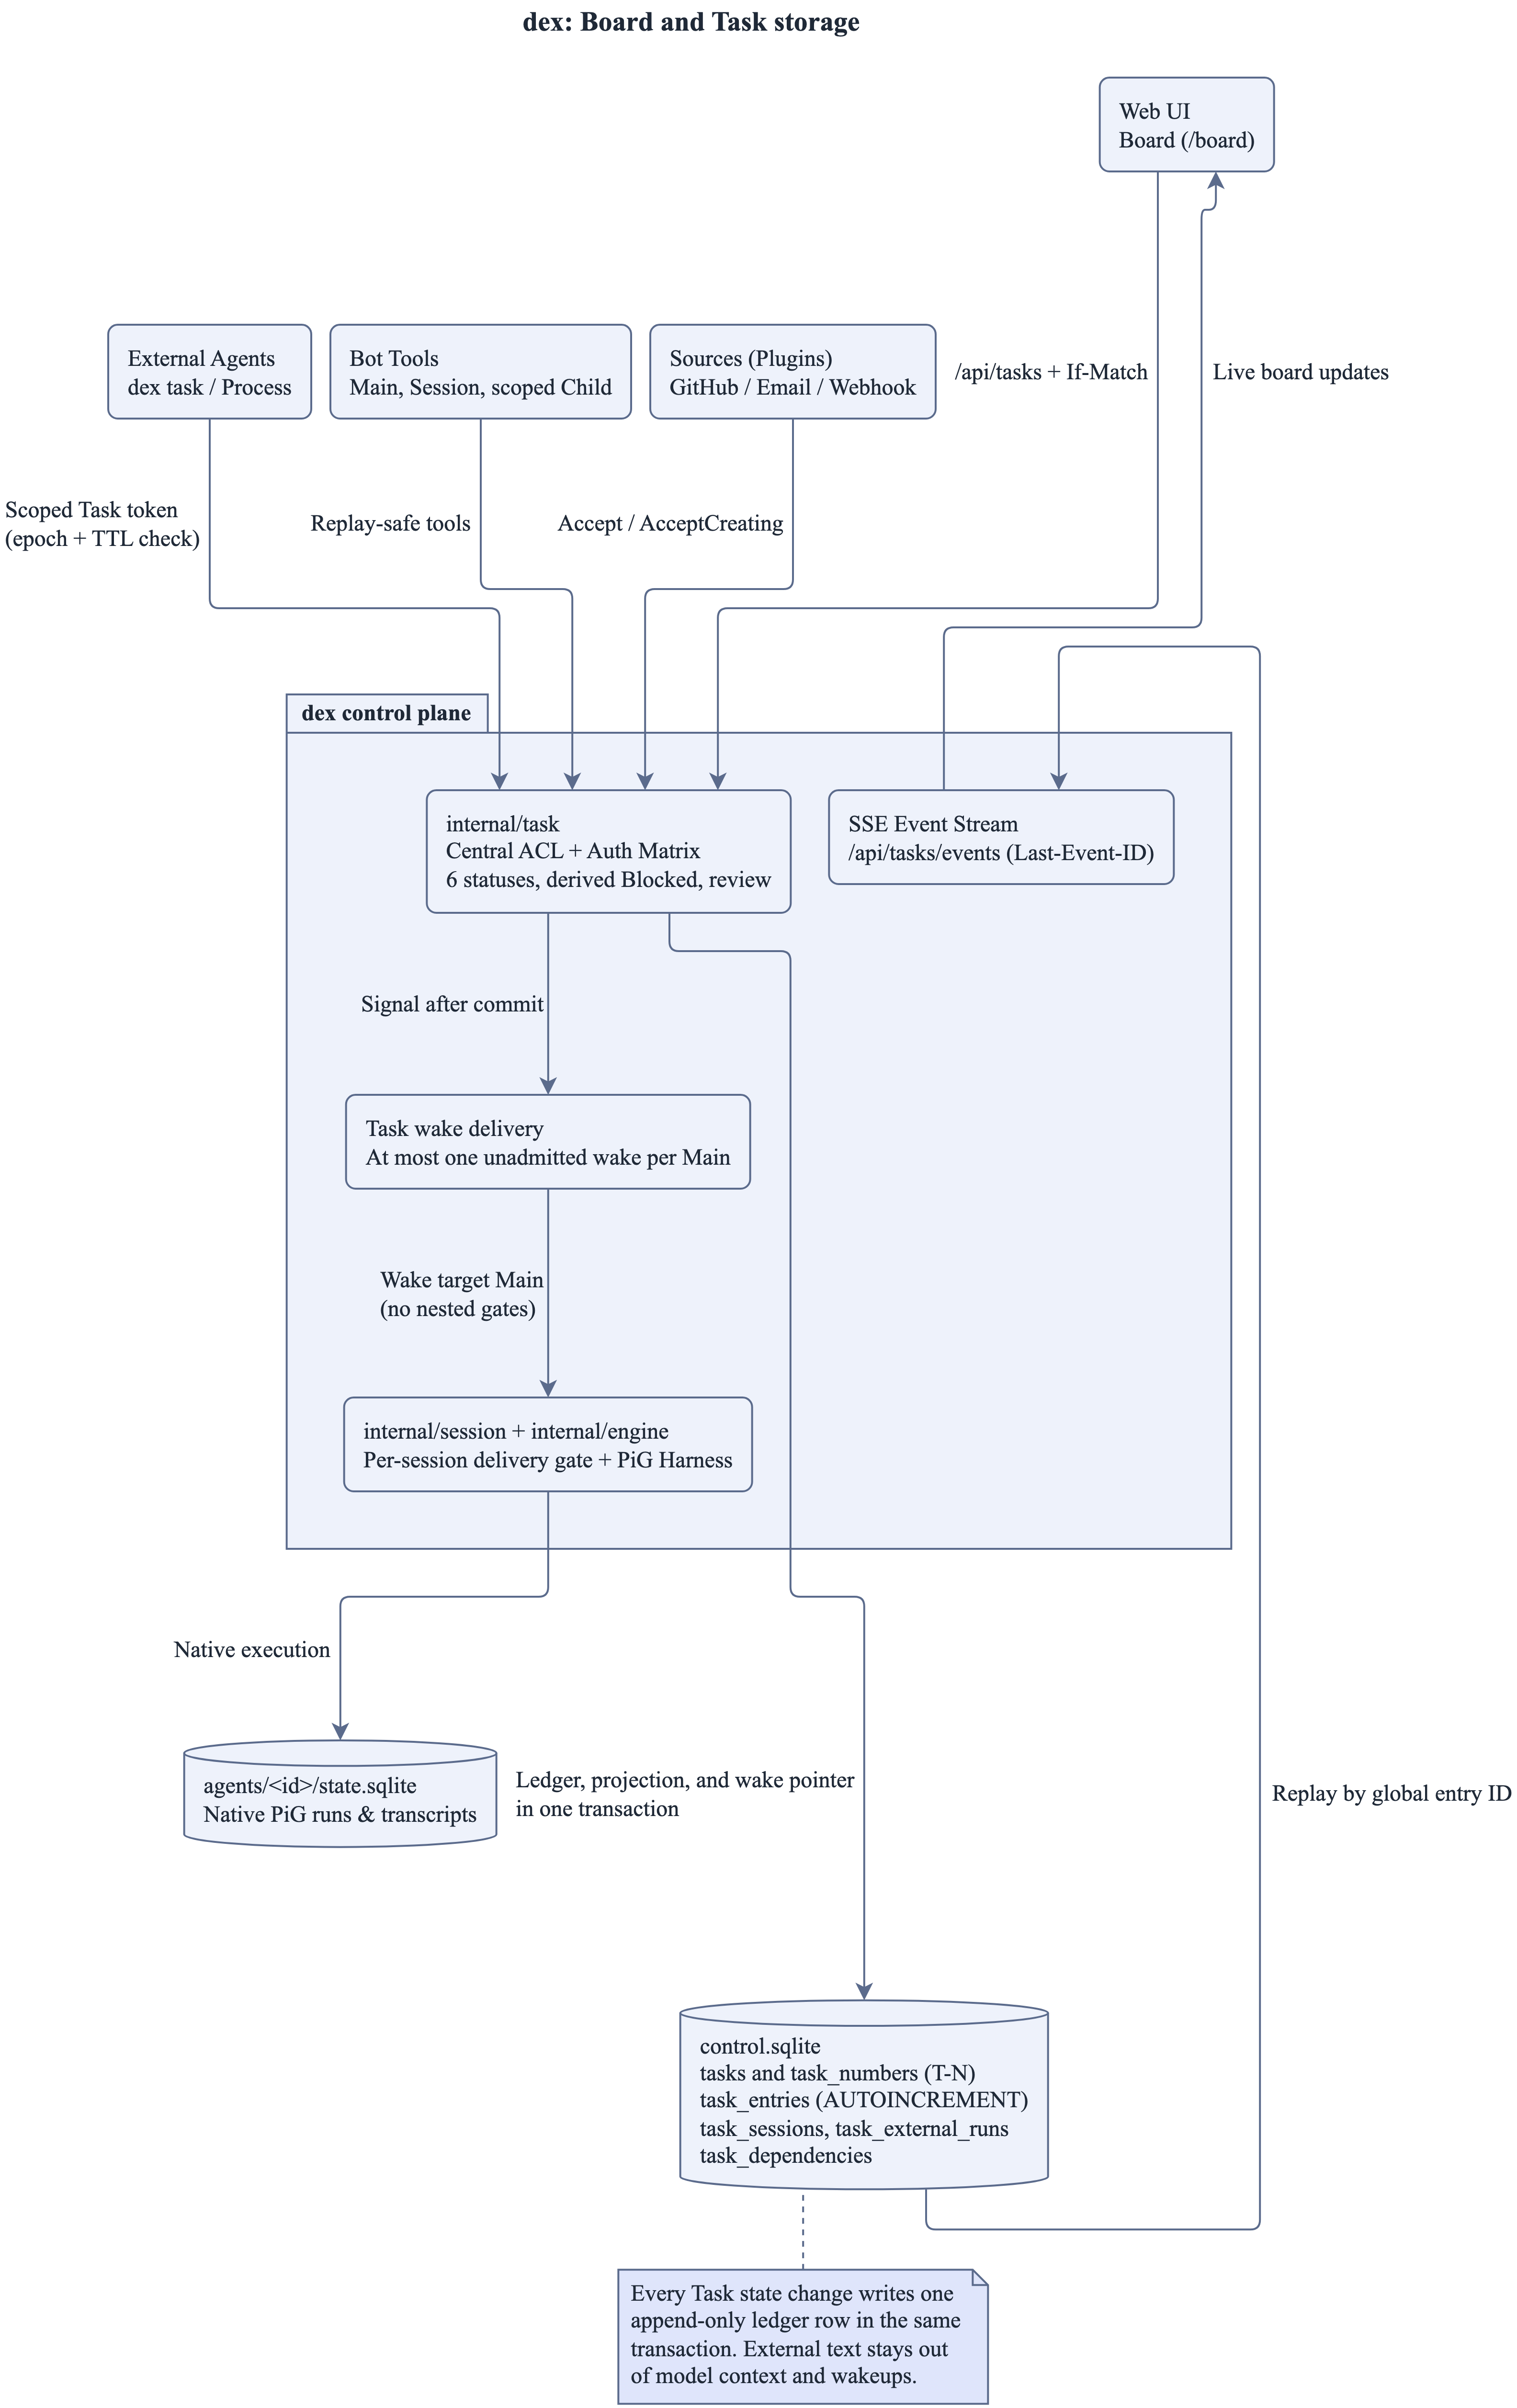 dex: Board and Task storage
Web UI
Board (/board)
External Agents
dex task / Process
Bot Tools
Main, Session, scoped Child
Sources (Plugins)
GitHub / Email / Webhook
/api/tasks + If-Match
Live board updates
Scoped Task token
(epoch + TTL check)
Replay-safe tools
Accept / AcceptCreating
dex control plane
internal/task
Central ACL + Auth Matrix
6 statuses, derived Blocked, review
SSE Event Stream
/api/tasks/events (Last-Event-ID)
Signal after commit
Task wake delivery
At most one unadmitted wake per Main
Wake target Main
(no nested gates)
internal/session + internal/engine
Per-session delivery gate + PiG Harness
Native execution
agents/<id>/state.sqlite
Native PiG runs & transcripts
Ledger, projection, and wake pointer
in one transaction
Replay by global entry ID
control.sqlite
tasks and task_numbers (T-N)
task_entries (AUTOINCREMENT)
task_sessions, task_external_runs
task_dependencies
Every Task state change writes one
append-only ledger row in the same
transaction. External text stays out
of model context and wakeups.